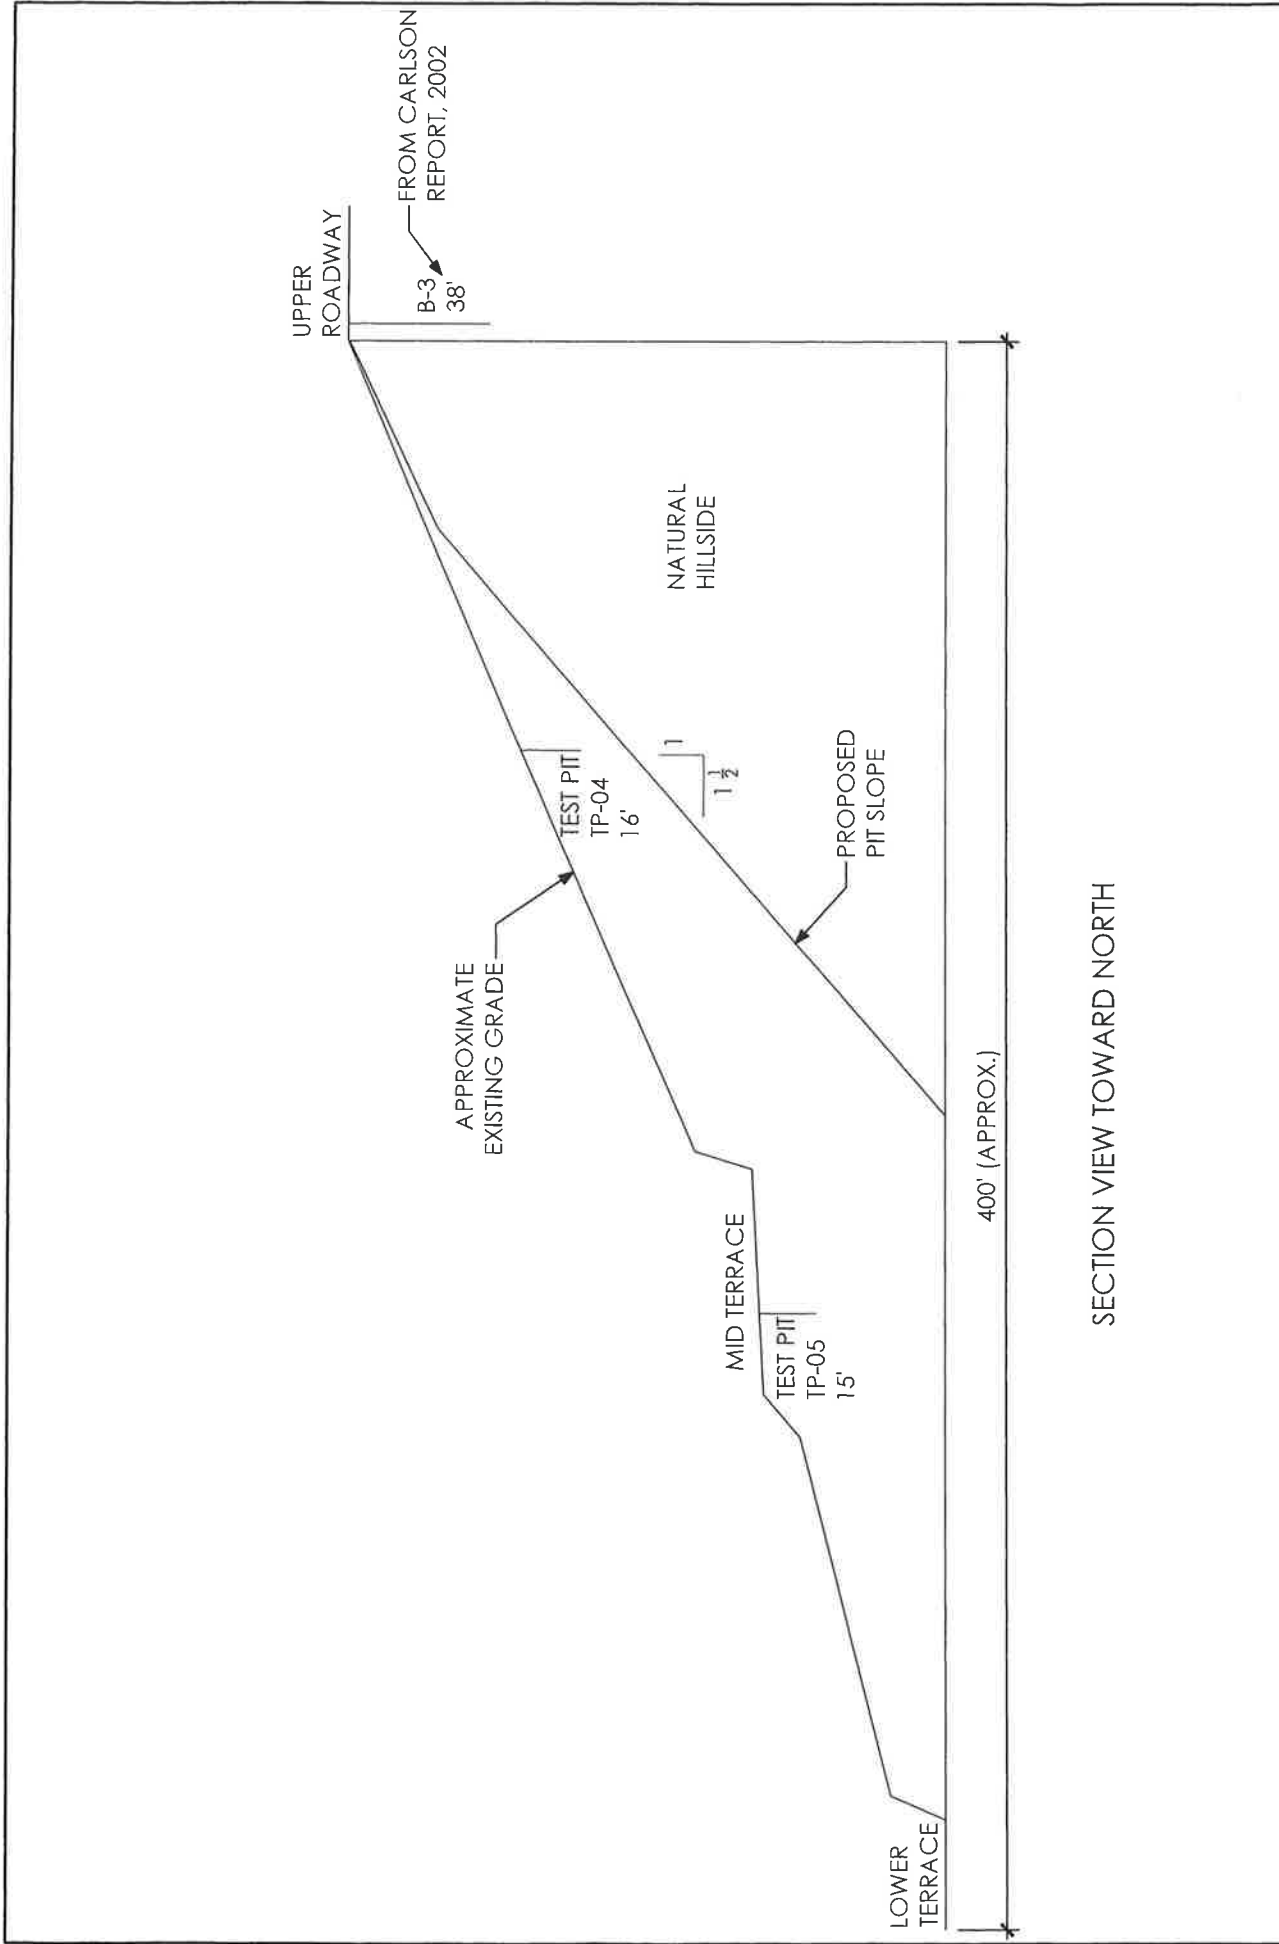 UPPER
ROADWAY
B-3
38'
FROM CARLSON
REPORT, 2002
APPROXIMATE
EXISTING GRADE
TEST PIT
TP-04
16'
NATURAL
HILLSIDE
1
1 1/2
MID TERRACE
TEST PIT
TP-05
15'
PROPOSED
PIT SLOPE
LOWER
TERRACE
400' (APPROX.)
SECTION VIEW TOWARD NORTH